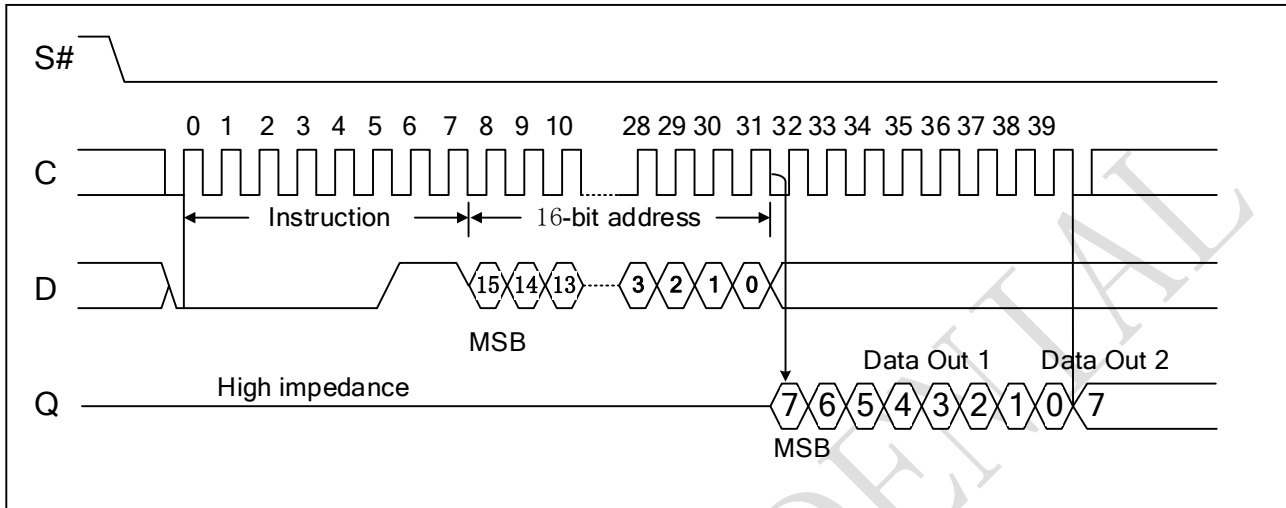 S#
0 1 2 3 4 5 6 7 8 9 10 28 29 30 31 32 33 34 35 36 37 38 39
C
Instruction 16-bit address
D 15 14 13 3 2 1 0
MSB
Data Out 1 Data Out 2
High impedance
Q 7 6 5 4 3 2 1 0 7
MSB